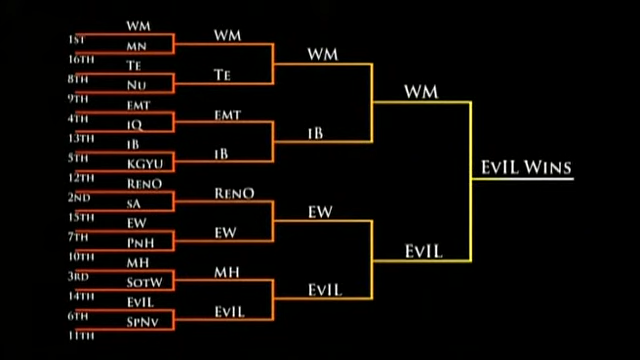 WM
1ST
MN
16TH
TE
8TH
NU
9TH
EMT
4TH
IQ
13TH
IB
5TH
KGYU
12TH
RENO
2ND
SA
15TH
EW
7TH
PNH
10TH
MH
3RD
SOTW
14TH
EVIL
6TH
SPNV
11TH
WM
TE
EMT
IB
RENO
EW
MH
EVIL
WM
IB
EW
EVIL
WM
EVIL
EVIL WINS